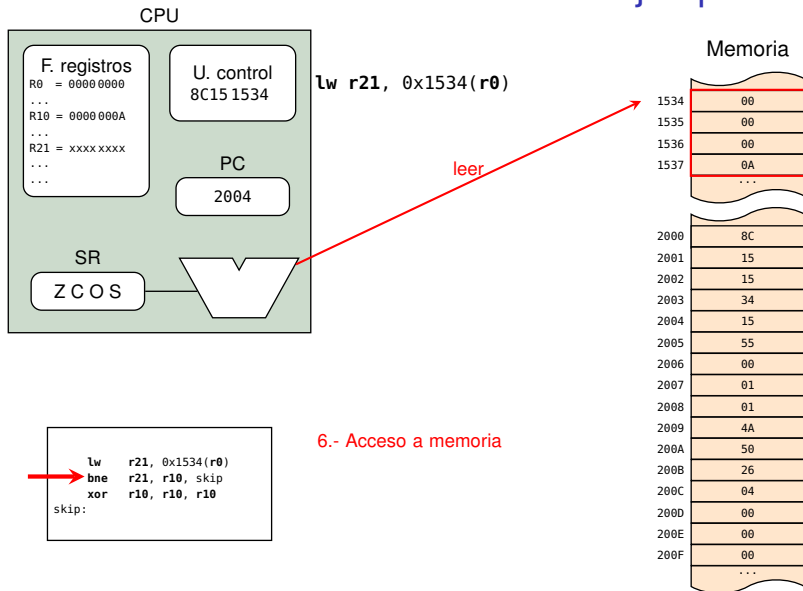 CPU
F. registros
R0 = 0000 0000
...
R10 = 0000 000A
...
R21 = xxxx xxxx
...
...
U. control
8C15 1534
PC
2004
SR
Z C O S
lw r21, 0x1534(r0)
leer
6.- Acceso a memoria
lw r21, 0x1534(r0)
bne r21, r10, skip
xor r10, r10, r10
skip:
Memoria
1534 00
1535 00
1536 00
1537 0A
...
2000 8C
2001 15
2002 15
2003 34
2004 15
2005 55
2006 00
2007 01
2008 01
2009 4A
200A 50
200B 26
200C 04
200D 00
200E 00
200F 00
...